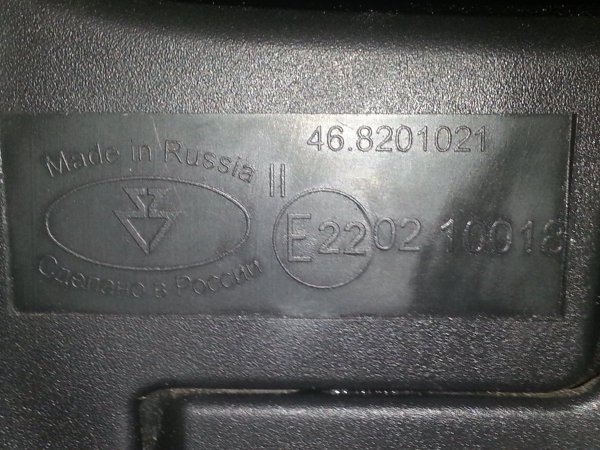 46.8201021
Made in Russia
II
E22 02 10018
Сделано в России